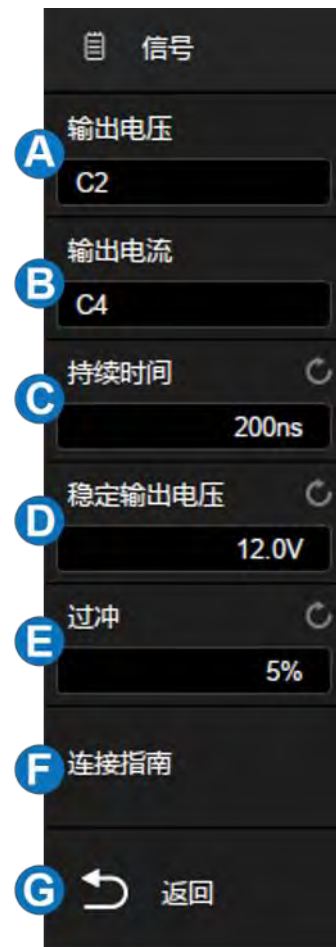 信号
A
输出电压
C2
B
输出电流
C4
C
持续时间
200ns
D
稳定输出电压
12.0V
E
过冲
5%
F
连接指南
G
返回